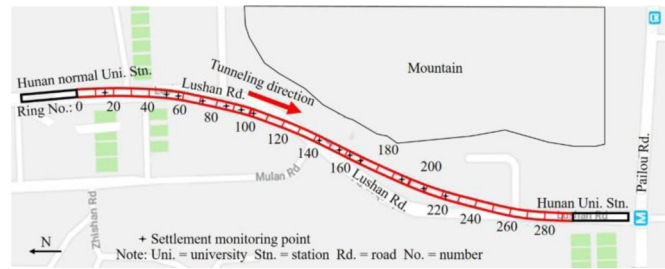 Hunan normal Uni. Stn.
Ring No.: 0 20 40 60 80 100 120 140 160 180 200 220 240 260 280
Lushan Rd.
Tunneling direction
Mountain
Pailou Rd.
Mulan Rd
Lushan Rd.
Zhishan Rd
Hunan Uni. Stn.
M
N
+ Settlement monitoring point
Note: Uni. = university Stn. = station Rd. = road No. = number